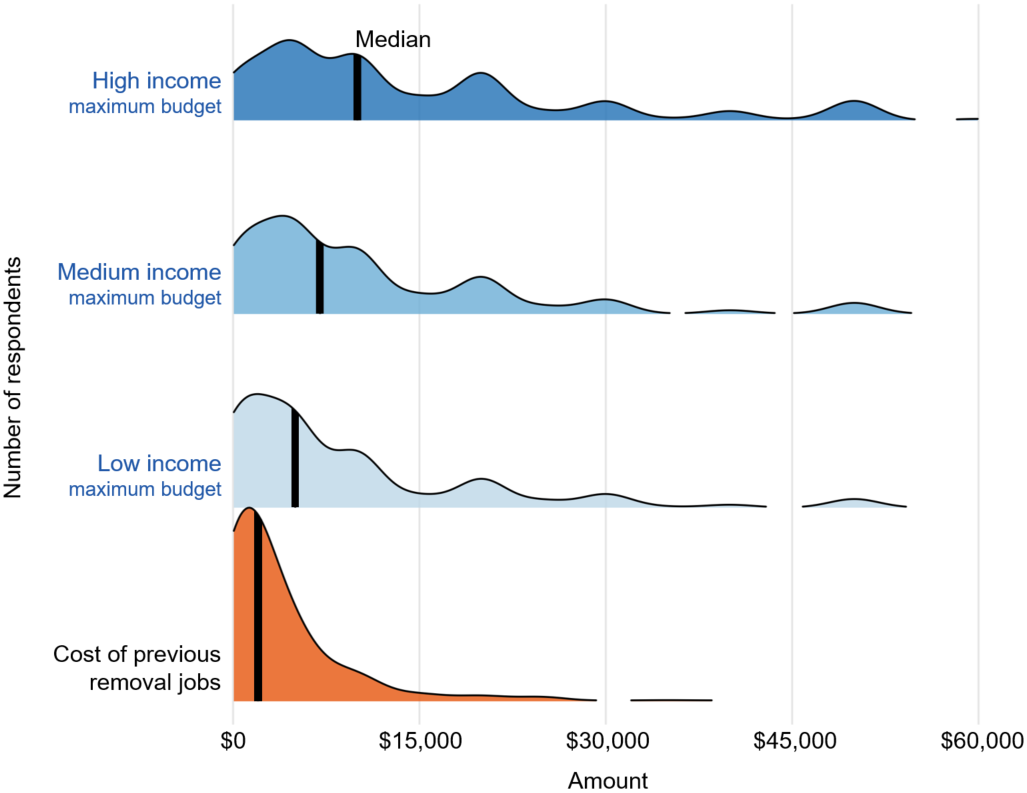 Median
High income
maximum budget
Medium income
maximum budget
Number of respondents
Low income
maximum budget
Cost of previous
removal jobs
$0
$15,000
$30,000
$45,000
$60,000
Amount